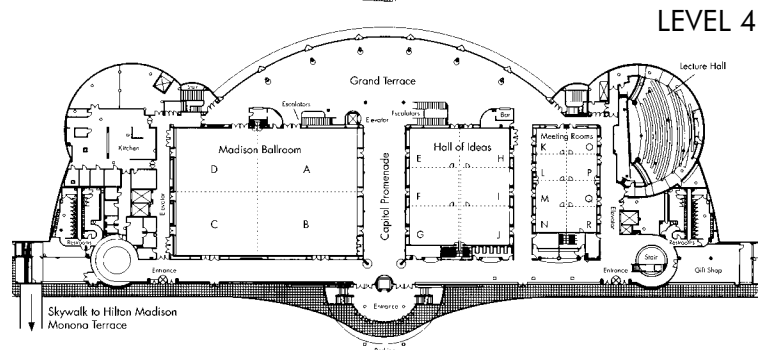 LEVEL 4
Lecture Hall
Grand Terrace
Escalators
Elevator
Escalators
Bar
Kitchen
Madison Ballroom
D
A
C
B
Capitol Promenade
Hall of Ideas
E
H
F
I
G
J
Meeting Rooms
K
O
L
P
M
Q
N
R
Elevator
Elevator
Restrooms
Restrooms
Entrance
Entrance
Entrance
Stair
Gift Shop
Skywalk to Hilton Madison
Monona Terrace